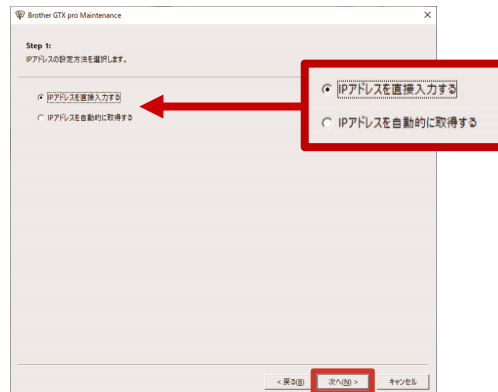 Brother GTX pro Maintenance
Step 1:
IPアドレスの設定方法を選択します。
IPアドレスを直接入力する
IPアドレスを自動的に取得する
IPアドレスを直接入力する
IPアドレスを自動的に取得する
< 戻る(B)
次へ(N) >
キャンセル